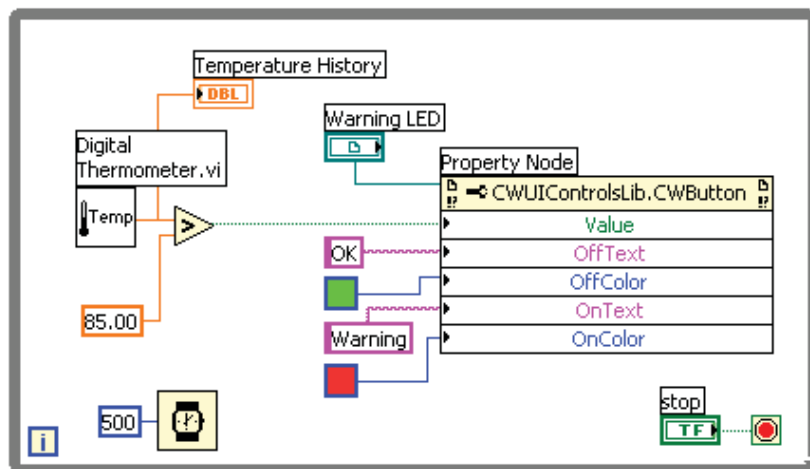 Temperature History
DBL
Warning LED
Digital
Thermometer.vi
Property Node
CWUIControlsLib.CWButton
Temp
>
Value
OK
OffText
OffColor
85.00
OnText
Warning
OnColor
500
stop
TF
i